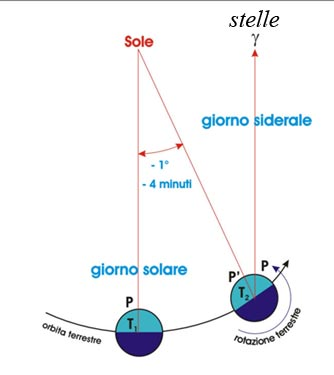 stelle
γ
Sole
giorno siderale
- 1°
- 4 minuti
giorno solare
P
T1
P'
P
T2
orbita terrestre
rotazione terrestre